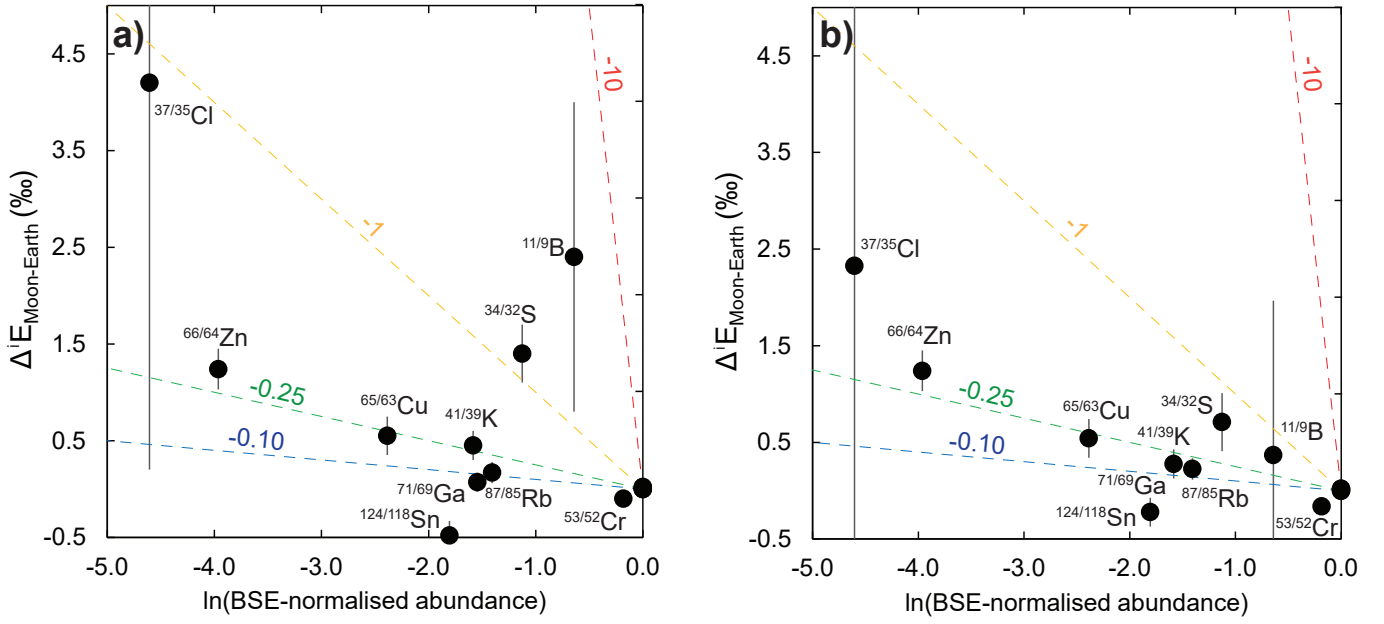 a)
4.5
3.5
2.5
1.5
0.5
-0.5
-5.0 -4.0 -3.0 -2.0 -1.0 0.0
ΔⁱE Moon-Earth (‰)
ln(BSE-normalised abundance)
-10
-1
-0.25
-0.10
37/35Cl
11/9B
34/32S
66/64Zn
65/63Cu
41/39K
71/69Ga
87/85Rb
124/118Sn
53/52Cr
b)
4.5
3.5
2.5
1.5
0.5
-0.5
-5.0 -4.0 -3.0 -2.0 -1.0 0.0
ΔⁱE Moon-Earth (‰)
ln(BSE-normalised abundance)
-10
-1
-0.25
-0.10
37/35Cl
66/64Zn
34/32S
65/63Cu
11/9B
41/39K
71/69Ga
87/85Rb
124/118Sn
53/52Cr